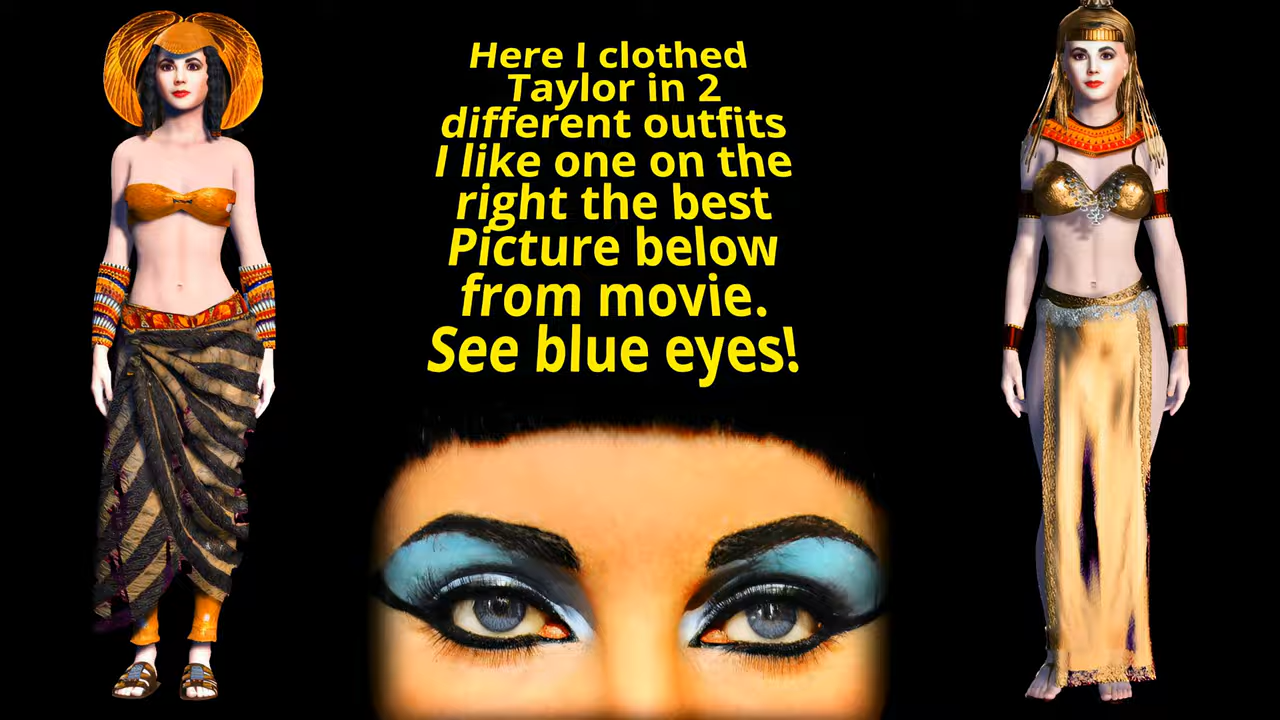 Here I clothed
Taylor in 2
different outfits
I like one on the
right the best
Picture below
from movie.
See blue eyes!